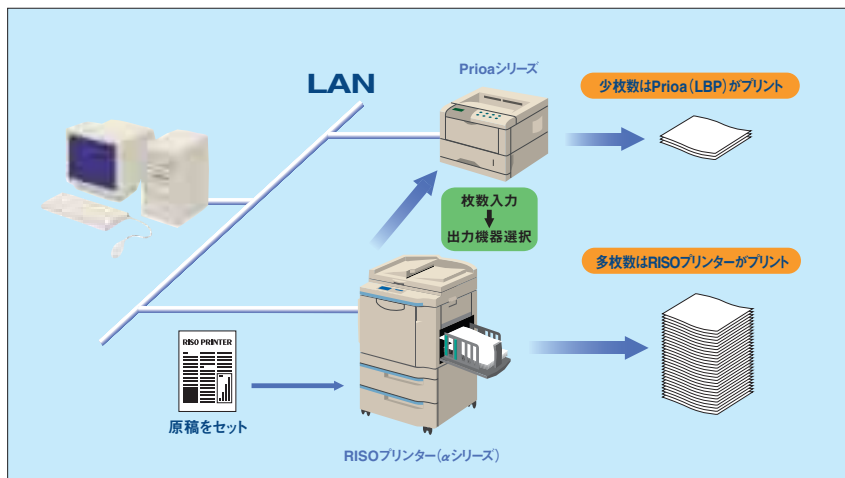 LAN
Prioaシリーズ
少枚数はPrioa（LBP）がプリント
枚数入力
出力機器選択
多枚数はRISOプリンターがプリント
RISO PRINTER
原稿をセット
RISOプリンター（αシリーズ）